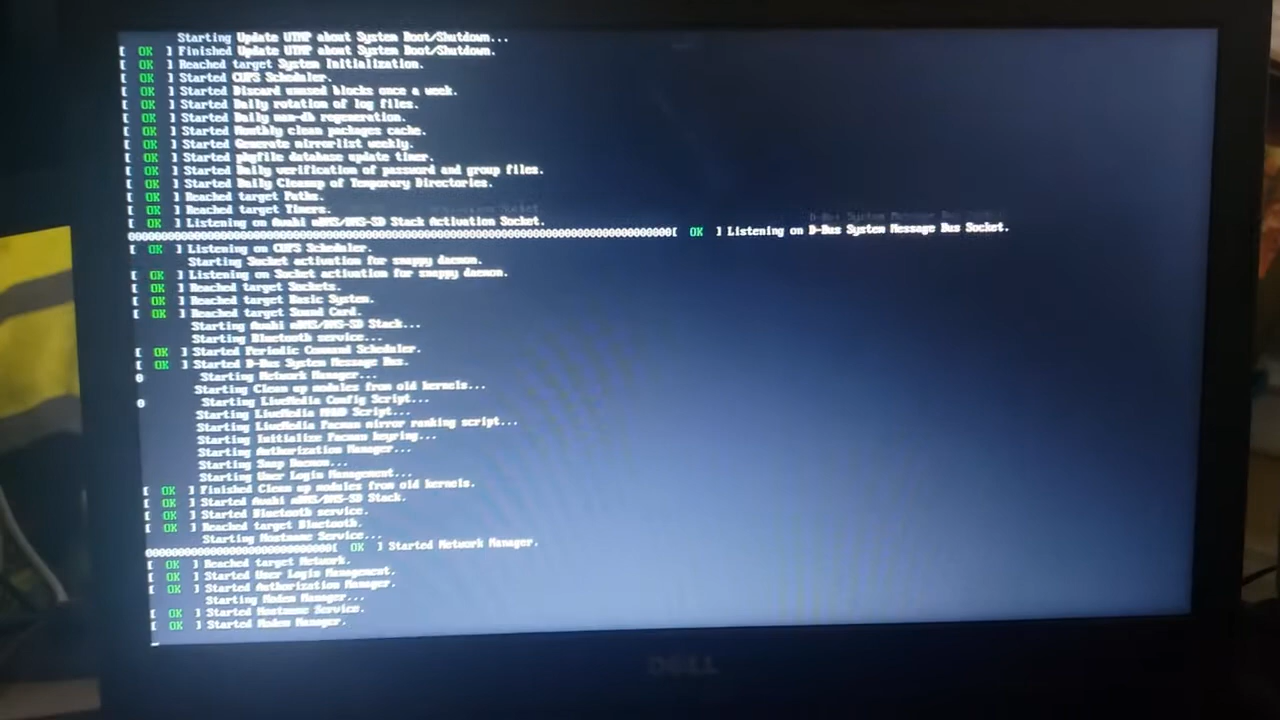 Starting Update UTMP about System Boot/Shutdown...
[ OK ] Finished Update UTMP about System Boot/Shutdown.
[ OK ] Reached target System Initialization.
[ OK ] Started CUPS Scheduler.
[ OK ] Started Discard unused blocks once a week.
[ OK ] Started Daily rotation of log files.
[ OK ] Started Daily man-db regeneration.
[ OK ] Started Monthly clean packages cache.
[ OK ] Started Generate mirrorlist weekly.
[ OK ] Started pkgfile database update timer.
[ OK ] Started Daily verification of password and group files.
[ OK ] Started Daily Cleanup of Temporary Directories.
[ OK ] Reached target Paths.
[ OK ] Reached target Timers.
[ OK ] Listening on Avahi mDNS/DNS-SD Stack Activation Socket.
[ OK ] Listening on D-Bus System Message Bus Socket.
[ OK ] Listening on CUPS Scheduler.
Starting Socket activation for snappy daemon.
[ OK ] Listening on Socket activation for snappy daemon.
[ OK ] Reached target Sockets.
[ OK ] Reached target Basic System.
[ OK ] Reached target Sound Card.
Starting Avahi mDNS/DNS-SD Stack...
Starting Bluetooth service...
[ OK ] Started Periodic Command Scheduler.
[ OK ] Started D-Bus System Message Bus.
0 Starting Network Manager...
Starting Clean up modules from old kernels...
0 Starting LiveMedia Config Script...
Starting LiveMedia MHWD Script...
Starting LiveMedia Pacman mirror ranking script...
Starting Initialize Pacman keyring...
Starting Authorization Manager...
Starting Snap Daemon...
Starting User Login Management...
[ OK ] Finished Clean up modules from old kernels.
[ OK ] Started Avahi mDNS/DNS-SD Stack.
[ OK ] Started Bluetooth service.
[ OK ] Reached target Bluetooth.
Starting Hostname Service...
[ OK ] Started Network Manager.
[ OK ] Reached target Network.
[ OK ] Started User Login Management.
[ OK ] Started Authorization Manager.
Starting Modem Manager...
[ OK ] Started Hostname Service.
[ OK ] Started Modem Manager.
DELL